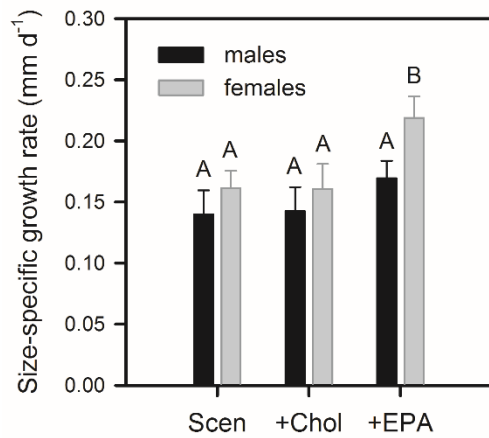 Size-specific growth rate (mm d⁻¹)
0.30
0.25
0.20
0.15
0.10
0.05
0.00
males
females
A A
A A
A B
Scen +Chol +EPA